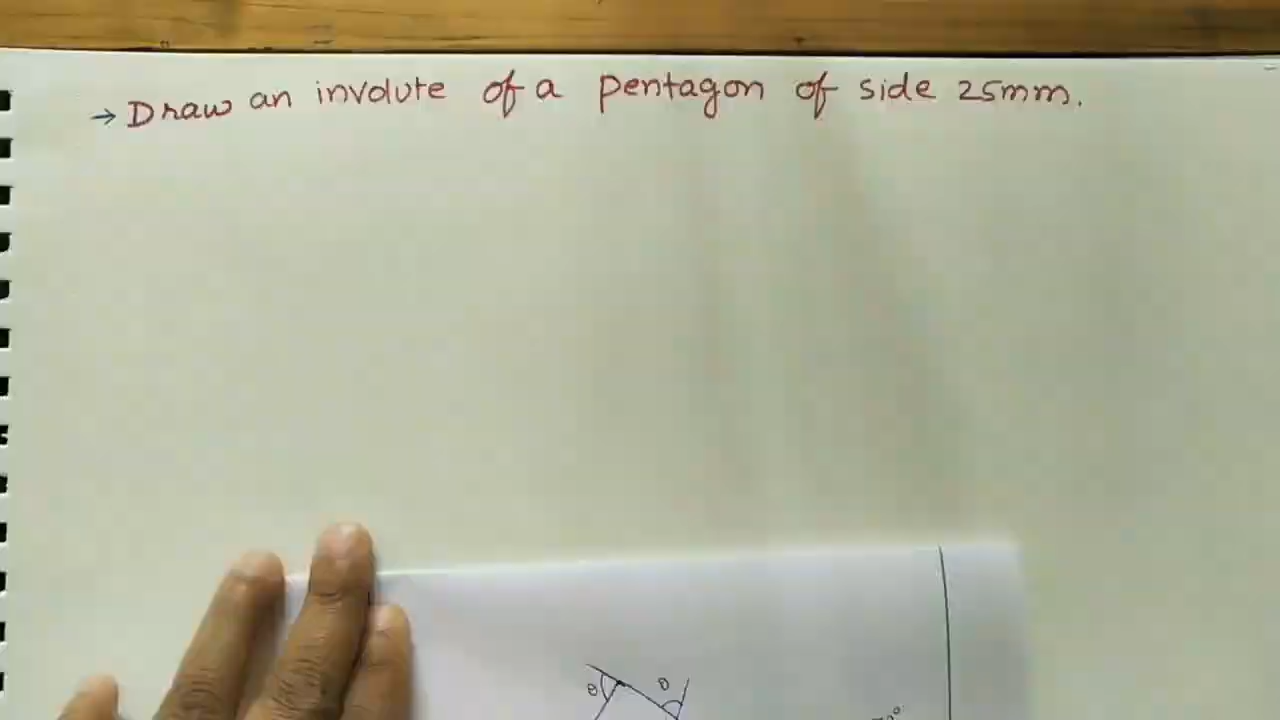 → Draw an involute of a pentagon of side 25mm.
θ θ